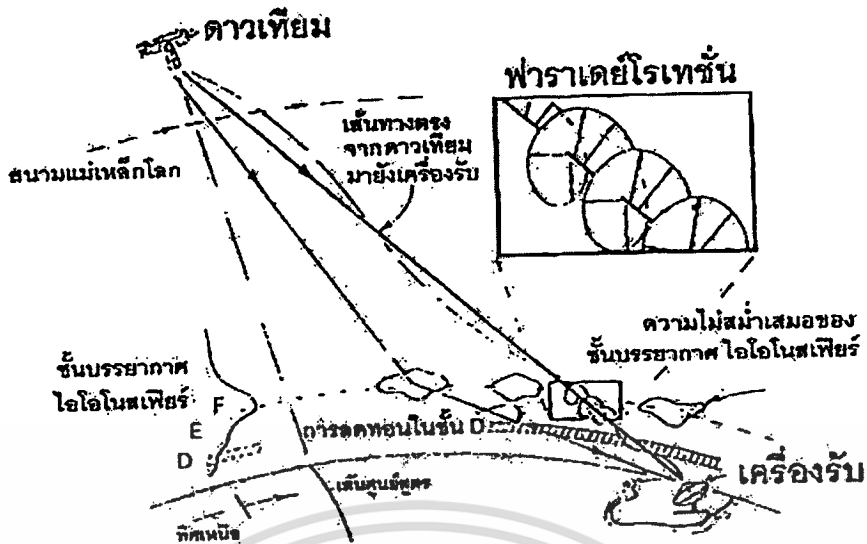 ดาวเทียม
ฟาราเดย์โรเทชั่น
เส้นทางตรง
จากดาวเทียม
มายังเครื่องรับ
สนามแม่เหล็กโลก
ความไม่สม่ำเสมอของ
ชั้นบรรยากาศ ไอโอโนสเฟียร์
ชั้นบรรยากาศ
ไอโอโนสเฟียร์
F
E
D
การลดทอนในชั้น D
เครื่องรับ
เส้นศูนย์สูตร
ทิศเหนือ